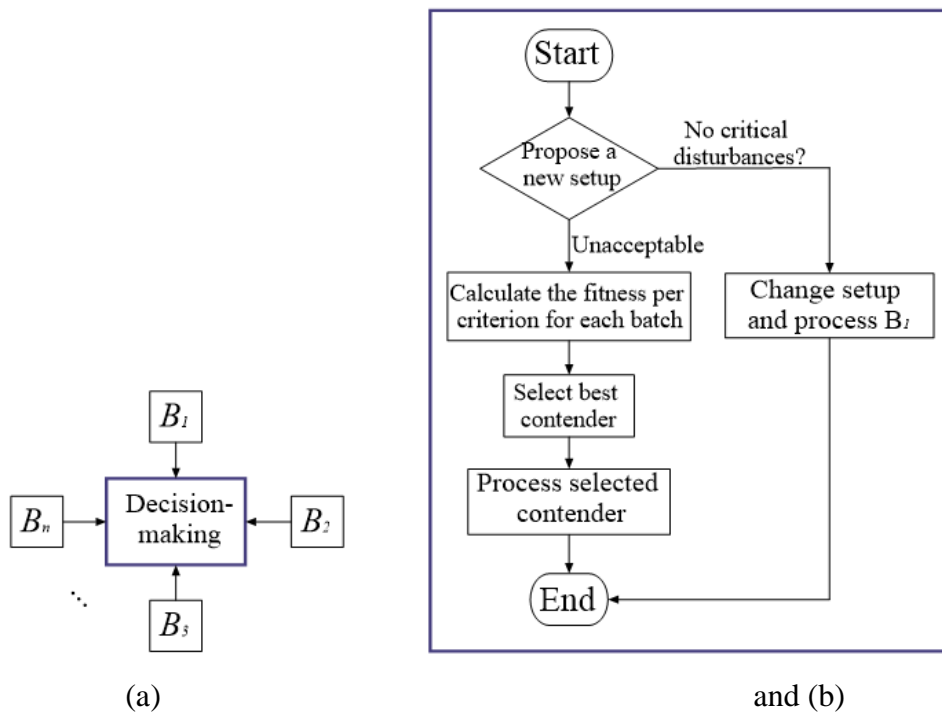 B1
Bn
Decision-
making
B2
B3
⋱
(a)
Start
Propose a
new setup
No critical
disturbances?
Unacceptable
Calculate the fitness per
criterion for each batch
Change setup
and process B1
Select best
contender
Process selected
contender
End
and (b)